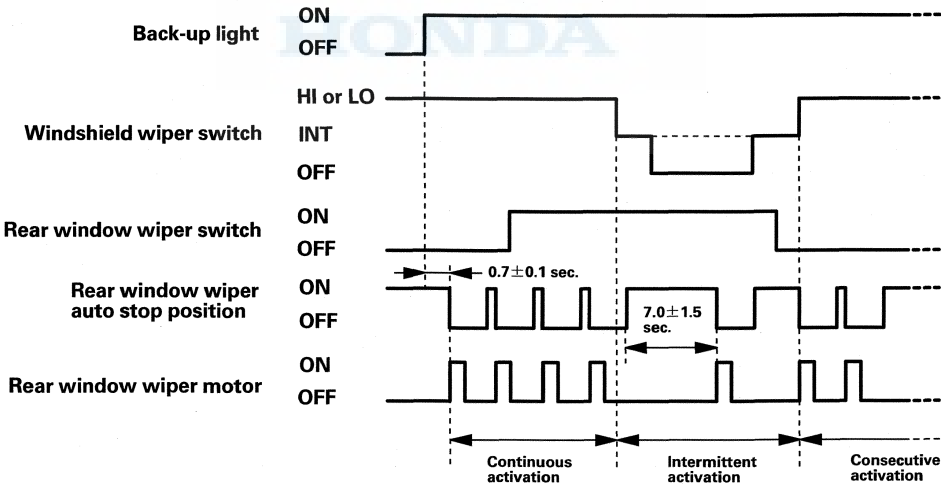 HONDA
Back-up light
ON
OFF
Windshield wiper switch
HI or LO
INT
OFF
Rear window wiper switch
ON
OFF
0.7±0.1 sec.
Rear window wiper
auto stop position
ON
OFF
7.0±1.5
sec.
Rear window wiper motor
ON
OFF
Continuous
activation
Intermittent
activation
Consecutive
activation